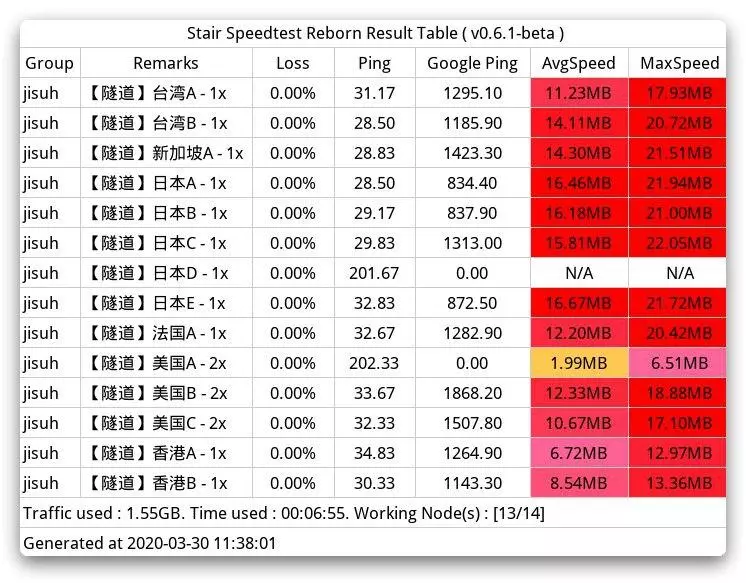 Stair Speedtest Reborn Result Table ( v0.6.1-beta )
Group Remarks Loss Ping Google Ping AvgSpeed MaxSpeed
jisuh 【隧道】台湾A - 1x 0.00% 31.17 1295.10 11.23MB 17.93MB
jisuh 【隧道】台湾B - 1x 0.00% 28.50 1185.90 14.11MB 20.72MB
jisuh 【隧道】新加坡A - 1x 0.00% 28.83 1423.30 14.30MB 21.51MB
jisuh 【隧道】日本A - 1x 0.00% 28.50 834.40 16.46MB 21.94MB
jisuh 【隧道】日本B - 1x 0.00% 29.17 837.90 16.18MB 21.00MB
jisuh 【隧道】日本C - 1x 0.00% 29.83 1313.00 15.81MB 22.05MB
jisuh 【隧道】日本D - 1x 0.00% 201.67 0.00 N/A N/A
jisuh 【隧道】日本E - 1x 0.00% 32.83 872.50 16.67MB 21.72MB
jisuh 【隧道】法国A - 1x 0.00% 32.67 1282.90 12.20MB 20.42MB
jisuh 【隧道】美国A - 2x 0.00% 202.33 0.00 1.99MB 6.51MB
jisuh 【隧道】美国B - 2x 0.00% 33.67 1868.20 12.33MB 18.88MB
jisuh 【隧道】美国C - 2x 0.00% 32.33 1507.80 10.67MB 17.10MB
jisuh 【隧道】香港A - 1x 0.00% 34.83 1264.90 6.72MB 12.97MB
jisuh 【隧道】香港B - 1x 0.00% 30.33 1143.30 8.54MB 13.36MB
Traffic used : 1.55GB. Time used : 00:06:55. Working Node(s) : [13/14]
Generated at 2020-03-30 11:38:01